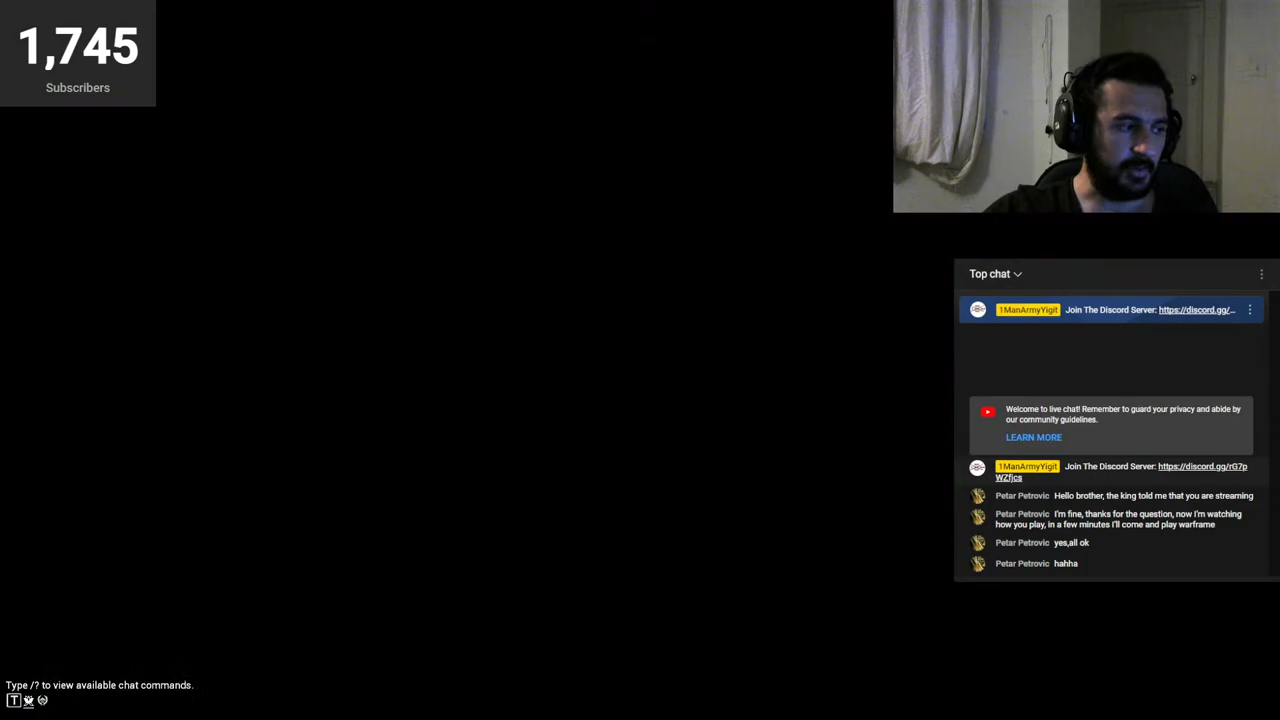 1,745
Subscribers
Top chat
1ManArmyYigit Join The Discord Server: https://discord.gg/...
Welcome to live chat! Remember to guard your privacy and abide by
our community guidelines.
LEARN MORE
1ManArmyYigit Join The Discord Server: https://discord.gg/rG7p
WZfjcs
Petar Petrovic Hello brother, the king told me that you are streaming
Petar Petrovic I'm fine, thanks for the question, now I'm watching
how you play, in a few minutes I'll come and play warframe
Petar Petrovic yes,all ok
Petar Petrovic hahha
Type /? to view available chat commands.
T